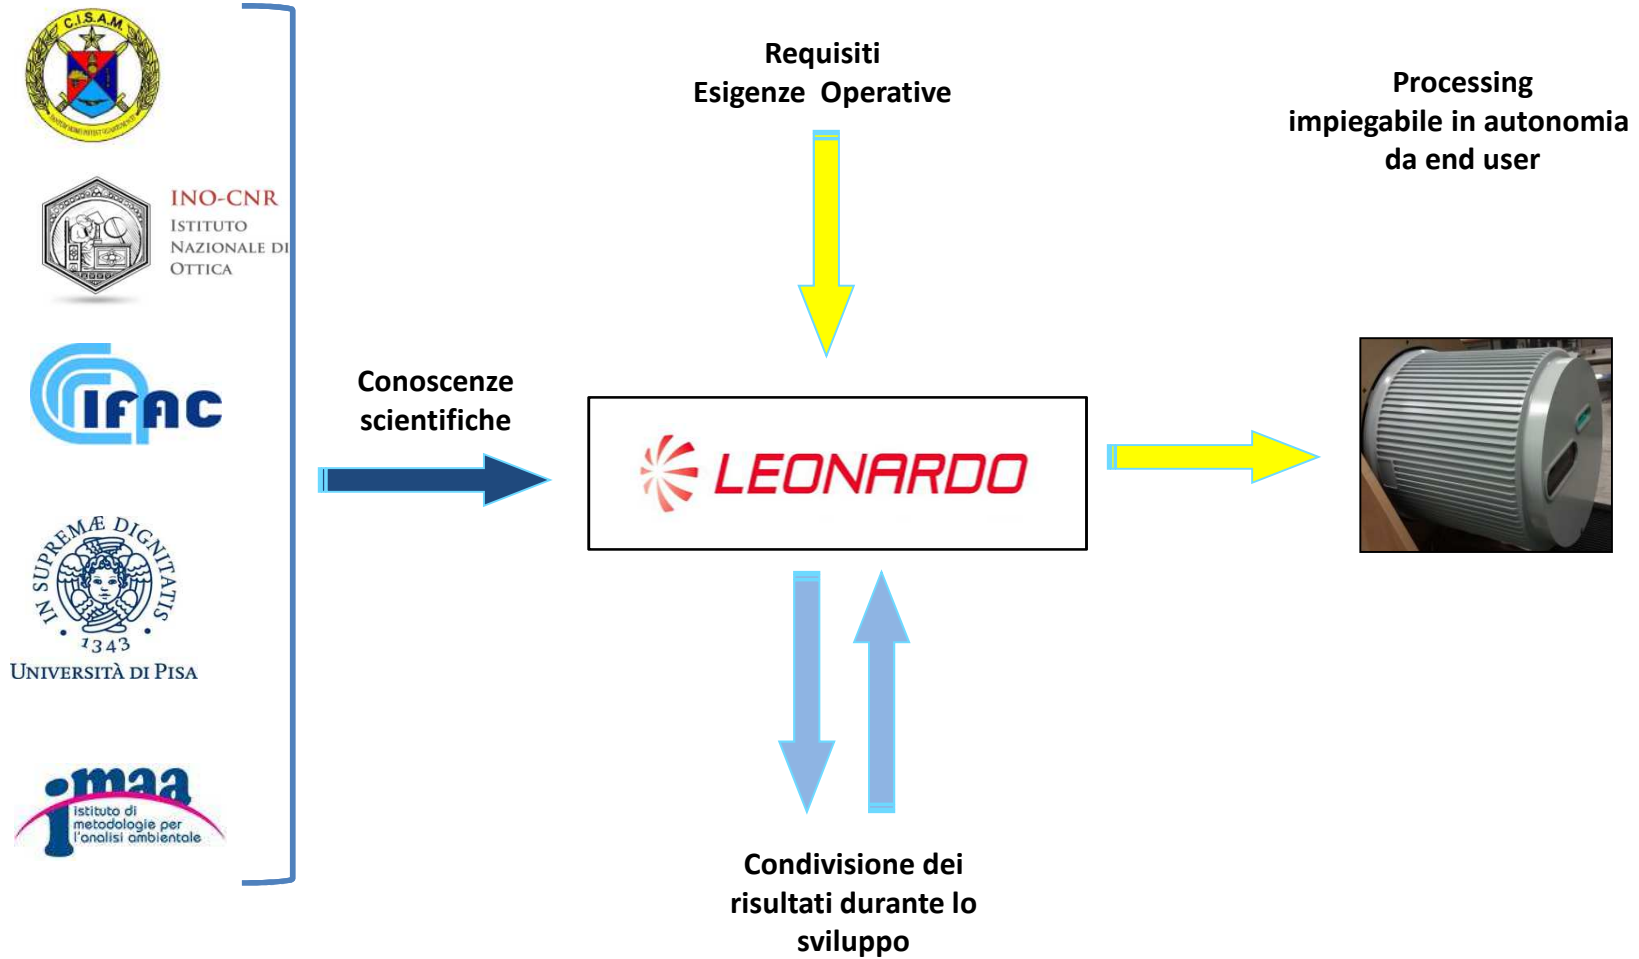 C.I.S.A.M.
INO-CNR
ISTITUTO
NAZIONALE DI
OTTICA
IFAC
IN SUPREMÆ DIGNITATIS
1343
UNIVERSITÀ DI PISA
imaa
istituto di
metodologie per
l'analisi ambientale
Conoscenze
scientifiche
Requisiti
Esigenze Operative
LEONARDO
Condivisione dei
risultati durante lo
sviluppo
Processing
impiegabile in autonomia
da end user